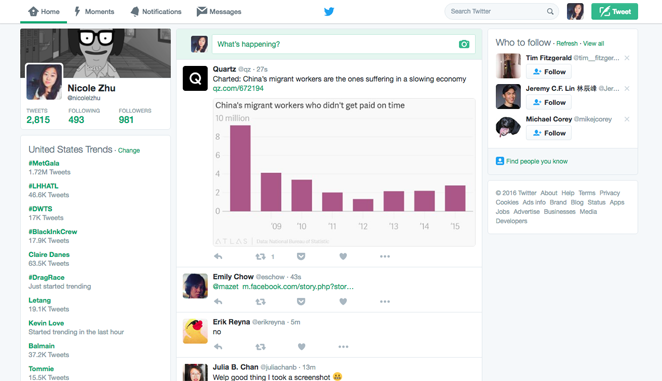 Home
Moments
Notifications
Messages
Search Twitter
Tweet
Nicole Zhu
@nicolelzhu
TWEETS
FOLLOWING
FOLLOWERS
2,815
493
981
United States Trends · Change
#MetGala
1.72M Tweets
#LHHATL
46.6K Tweets
#DWTS
17K Tweets
#BlackInkCrew
17.9K Tweets
Claire Danes
63.5K Tweets
#DragRace
Just started trending
Letang
19.1K Tweets
Kevin Love
Started trending in the last hour
Balmain
37.2K Tweets
Tommie
15.5K Tweets
What's happening?
Quartz @qz · 27s
Charted: China's migrant workers are the ones suffering in a slowing economy
qz.com/672194
Q
China's migrant workers who didn't get paid on time
10 million
8
6
4
2
0
'09
'10
'11
'12
'13
'14
'15
ATLAS
1
Emily Chow @eschow · 43s
@mazet m.facebook.com/story.php?stor…
Erik Reyna @erikreyna · 5m
no
Julia B. Chan @juliachanb · 13m
Welp good thing I took a screenshot
Who to follow · Refresh · View all
Tim Fitzgerald @tim__fitzger...
Follow
Jeremy C.F. Lin 林辰峰 @Jer...
Follow
Michael Corey @mikejcorey
Follow
Find people you know
© 2016 Twitter About Help Terms Privacy
Cookies Ads info Brand Blog Status Apps
Jobs Advertise Businesses Media
Developers